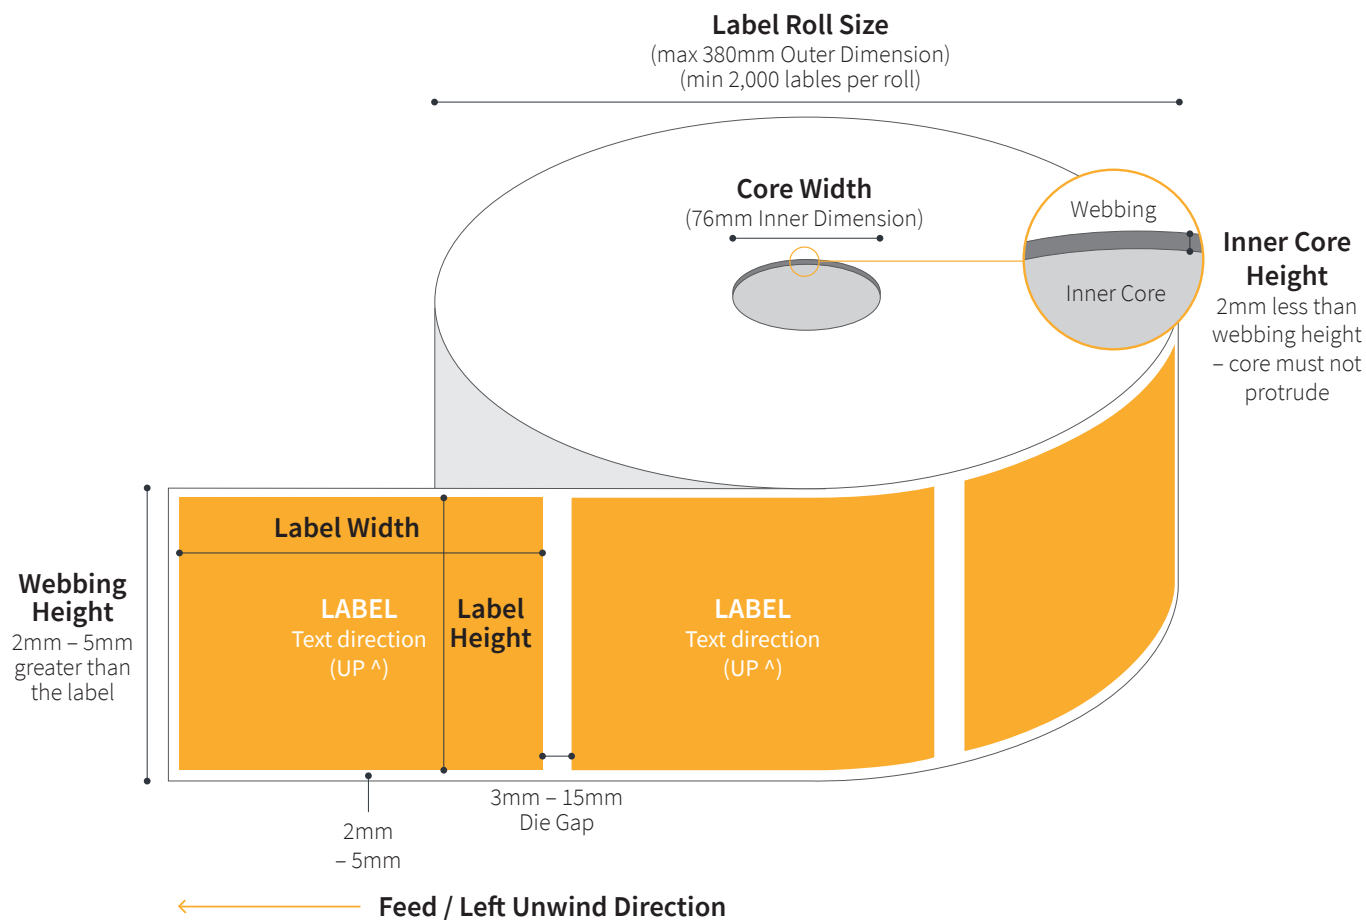 Label Roll Size
(max 380mm Outer Dimension)
(min 2,000 lables per roll)
Core Width
(76mm Inner Dimension)
Webbing
Inner Core
Inner Core
Height
2mm less than
webbing height
– core must not
protrude
Webbing
Height
2mm – 5mm
greater than
the label
Label Width
LABEL
Text direction
(UP ^)
Label
Height
LABEL
Text direction
(UP ^)
3mm – 15mm
Die Gap
2mm
– 5mm
Feed / Left Unwind Direction